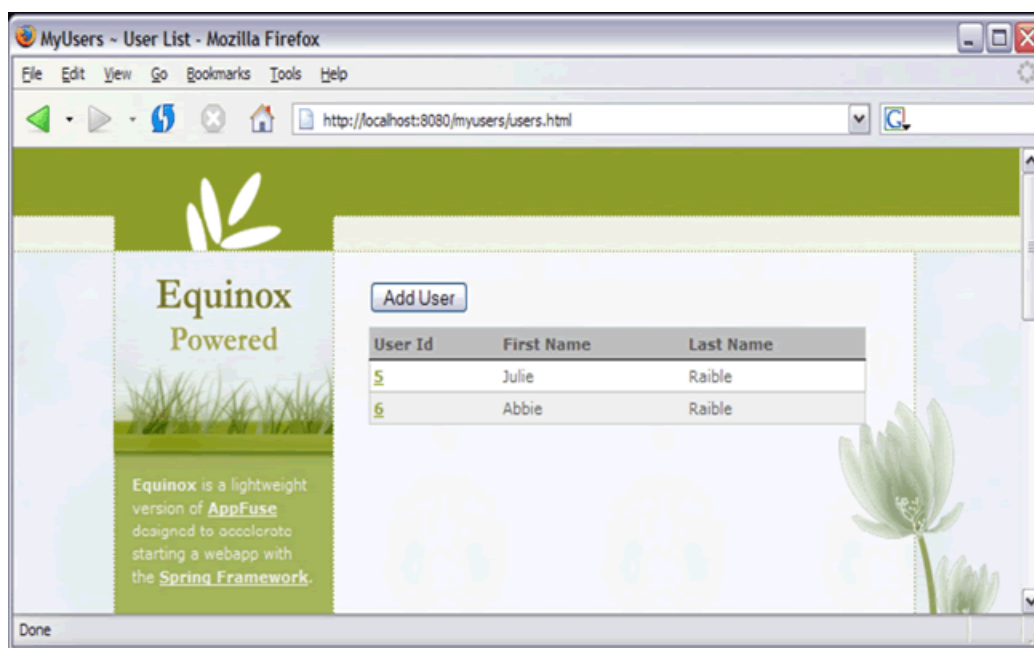 MyUsers ~ User List - Mozilla Firefox
File Edit View Go Bookmarks Tools Help
http://localhost:8080/myusers/users.html
G
Equinox
Powered
Add User
User Id First Name Last Name
5 Julie Raible
6 Abbie Raible
Equinox is a lightweight
version of AppFuse
designed to accelerate
starting a webapp with
the Spring Framework.
Done